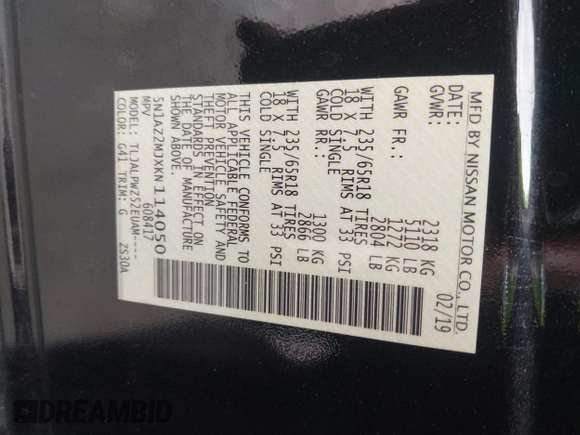 MFD BY NISSAN MOTOR CO., LTD.
DATE: 02/19
GVWR: 2318 KG
5110 LB
GAWR FR.: 1272 KG
2804 LB
WITH 235/65R18 TIRES
18 X 7.5 RIMS AT 33 PSI
COLD SINGLE
GAWR RR.: 1300 KG
2866 LB
WITH 235/65R18 TIRES
18 X 7.5 RIMS AT 33 PSI
COLD SINGLE
THIS VEHICLE CONFORMS TO
ALL APPLICABLE FEDERAL
MOTOR VEHICLE SAFETY AND
THEFT PREVENTION
STANDARDS IN EFFECT ON
THE DATE OF MANUFACTURE
SHOWN ABOVE.
5N1AZ2MJXKN114050
MPV 608417
MODEL: TLJALPWZ52EUAM-----
COLOR: G41 TRIM: G ZS30A
DREAMBID